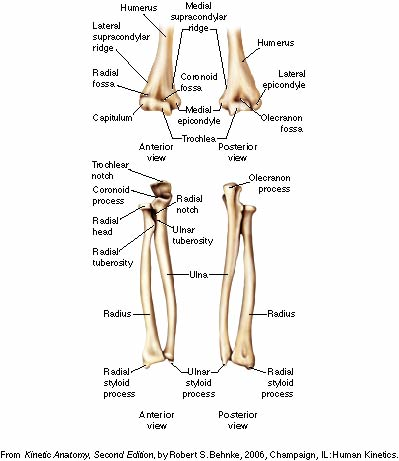 Humerus
Medial
supracondylar
ridge
Lateral
supracondylar
ridge
Humerus
Radial
fossa
Coronoid
fossa
Lateral
epicondyle
Capitulum
Medial
epicondyle
Olecranon
fossa
Trochlea
Anterior
view
Posterior
view
Trochlear
notch
Olecranon
process
Coronoid
process
Radial
notch
Radial
head
Ulnar
tuberosity
Radial
tuberosity
Ulna
Radius
Radius
Radial
styloid
process
Ulnar
styloid
process
Radial
styloid
process
Anterior
view
Posterior
view
From Kinetic Anatomy, Second Edition, by Robert S. Behnke, 2006, Champaign, IL: Human Kinetics.